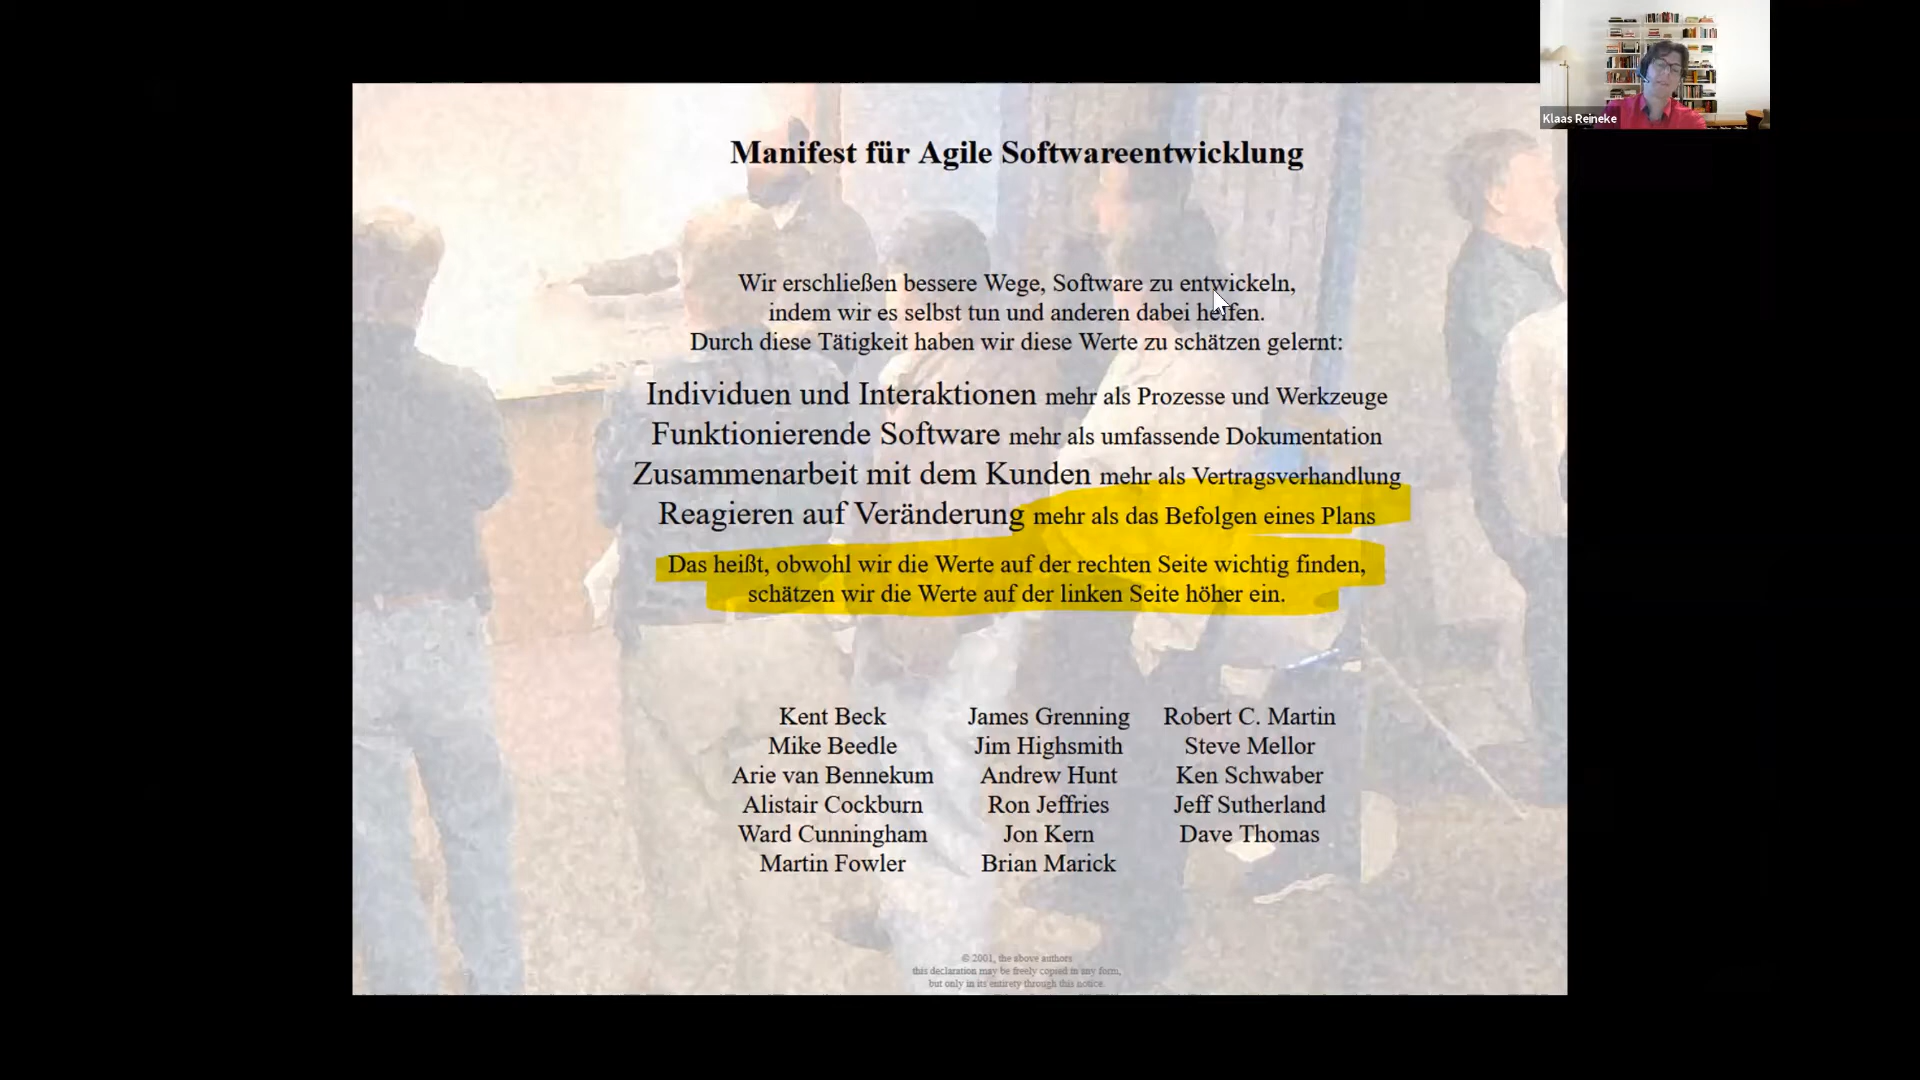 Klaas Reineke
Manifest für Agile Softwareentwicklung
Wir erschließen bessere Wege, Software zu entwickeln,
indem wir es selbst tun und anderen dabei helfen.
Durch diese Tätigkeit haben wir diese Werte zu schätzen gelernt:
Individuen und Interaktionen mehr als Prozesse und Werkzeuge
Funktionierende Software mehr als umfassende Dokumentation
Zusammenarbeit mit dem Kunden mehr als Vertragsverhandlung
Reagieren auf Veränderung mehr als das Befolgen eines Plans
Das heißt, obwohl wir die Werte auf der rechten Seite wichtig finden,
schätzen wir die Werte auf der linken Seite höher ein.
Kent Beck
Mike Beedle
Arie van Bennekum
Alistair Cockburn
Ward Cunningham
Martin Fowler
James Grenning
Jim Highsmith
Andrew Hunt
Ron Jeffries
Jon Kern
Brian Marick
Robert C. Martin
Steve Mellor
Ken Schwaber
Jeff Sutherland
Dave Thomas
© 2001, the above authors
this declaration may be freely copied in any form,
but only in its entirety through this notice.